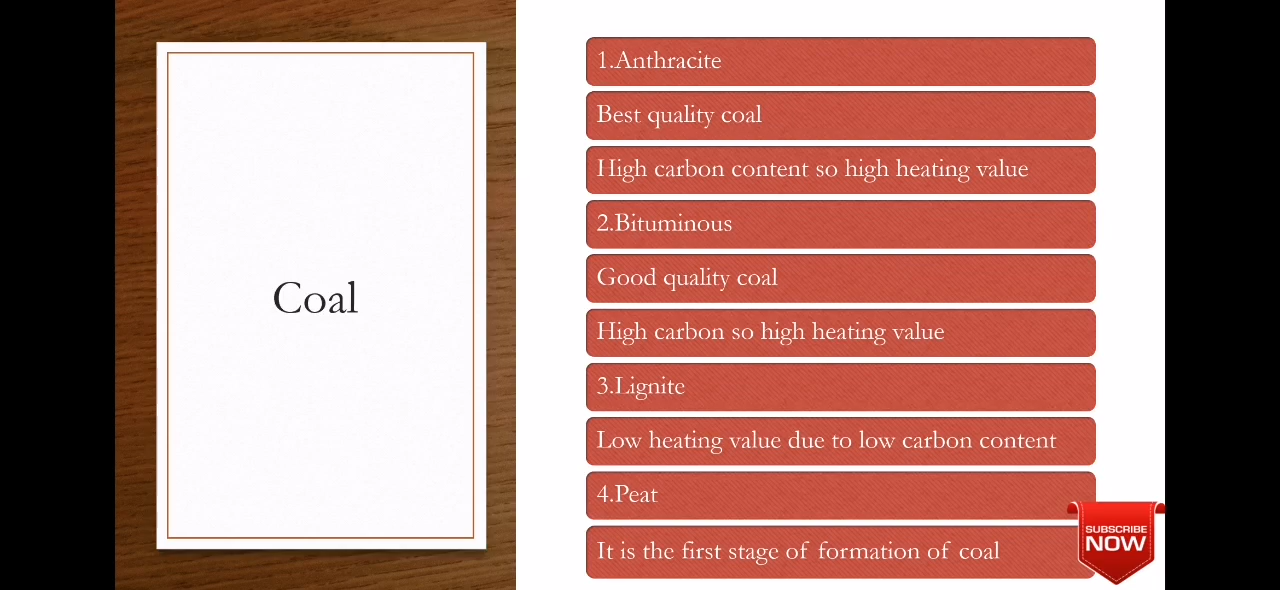 Coal
1.Anthracite
Best quality coal
High carbon content so high heating value
2.Bituminous
Good quality coal
High carbon so high heating value
3.Lignite
Low heating value due to low carbon content
4.Peat
It is the first stage of formation of coal
SUBSCRIBE
NOW